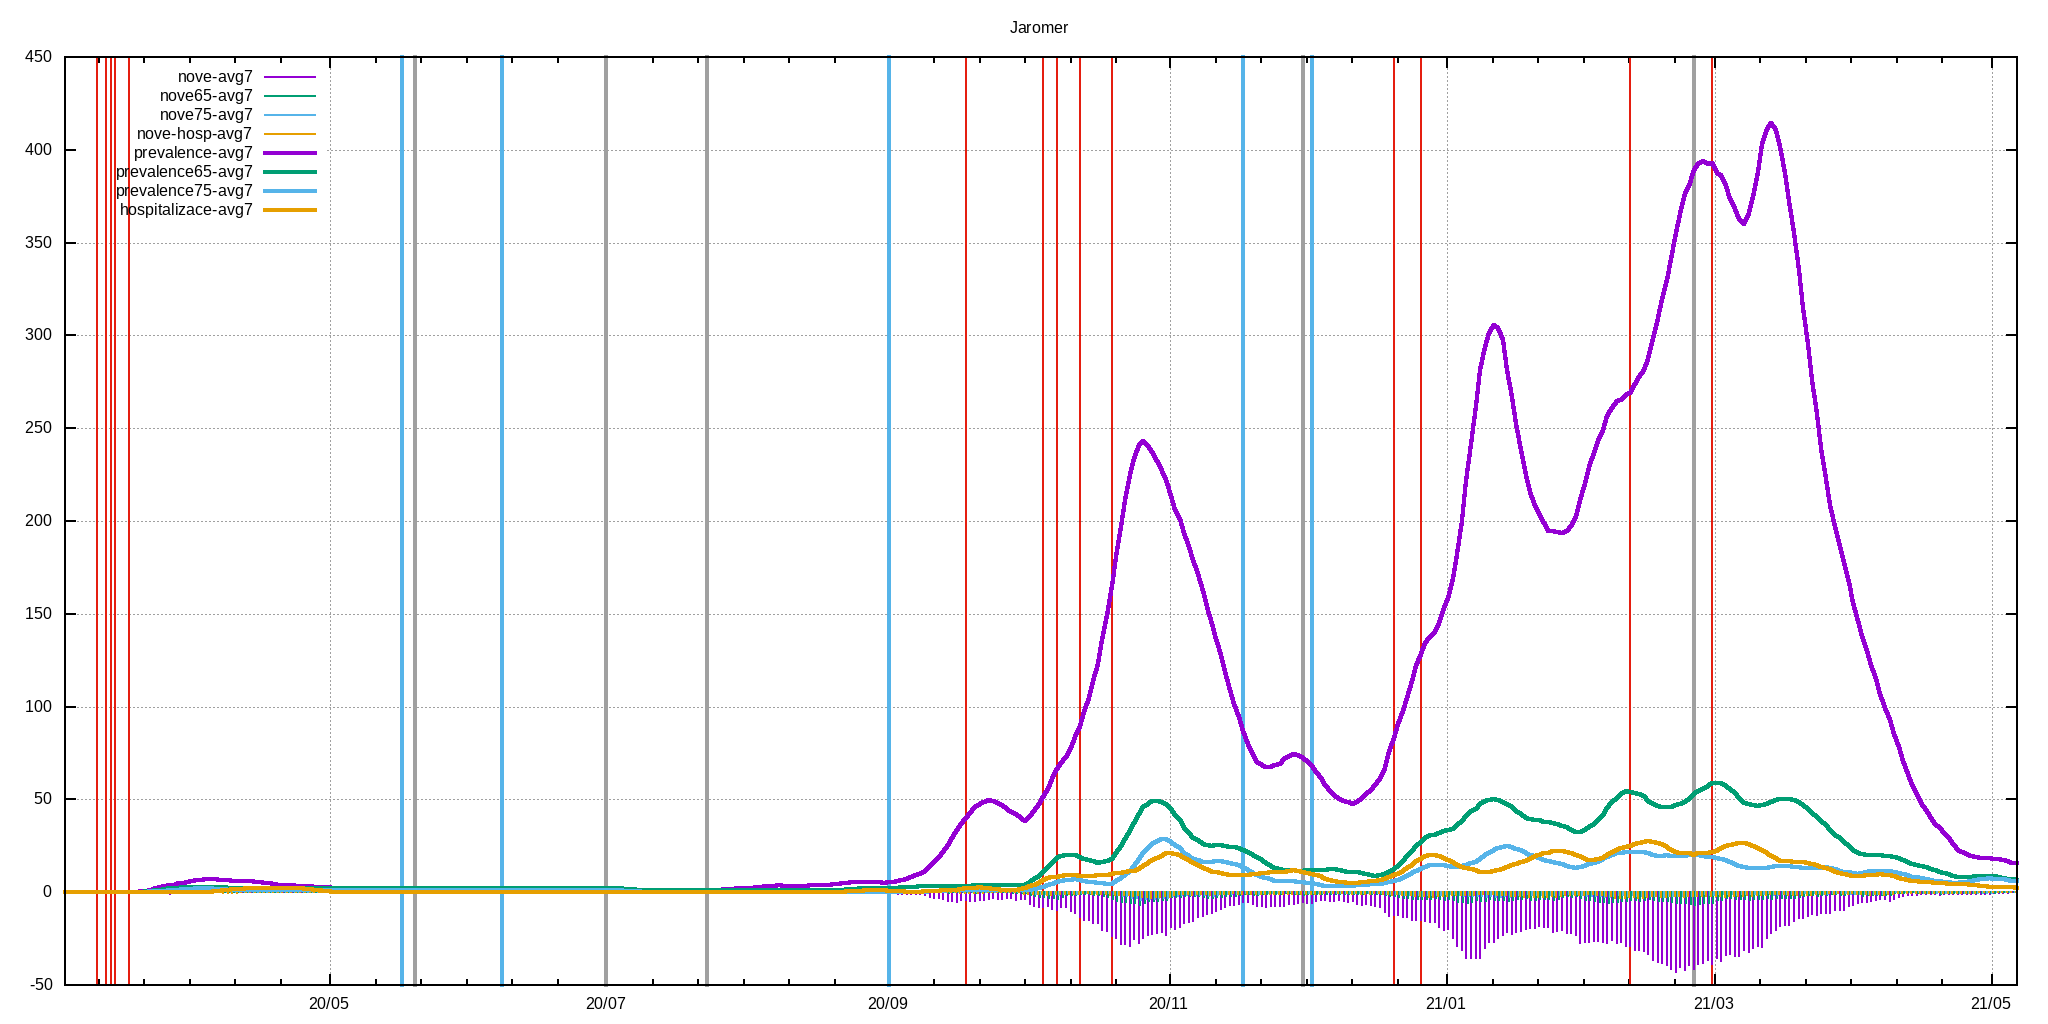 Jaromer
450
400
350
300
250
200
150
100
50
0
-50
nove-avg7
nove65-avg7
nove75-avg7
nove-hosp-avg7
prevalence-avg7
prevalence65-avg7
prevalence75-avg7
hospitalizace-avg7
20/05 20/07 20/09 20/11 21/01 21/03 21/05